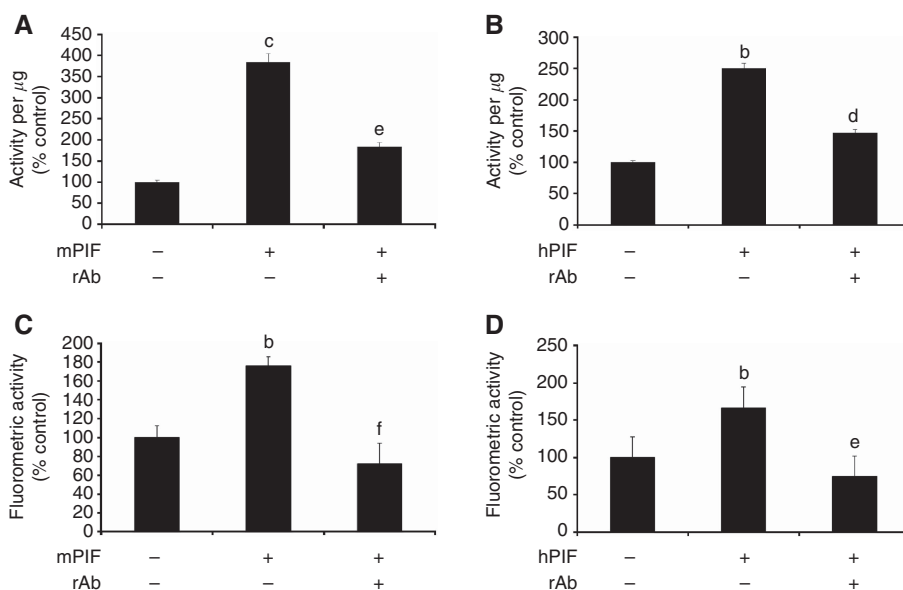 A
Activity per μg
(% control)
450
400
350
300
250
200
150
100
50
0
c
e
mPIF – + +
rAb – – +
B
Activity per μg
(% control)
300
250
200
150
100
50
0
b
d
hPIF – + +
rAb – – +
C
Fluorometric activity
(% control)
200
180
160
140
120
100
80
60
40
20
0
b
f
mPIF – + +
rAb – – +
D
Fluorometric activity
(% control)
250
200
150
100
50
0
b
e
hPIF – + +
rAb – – +